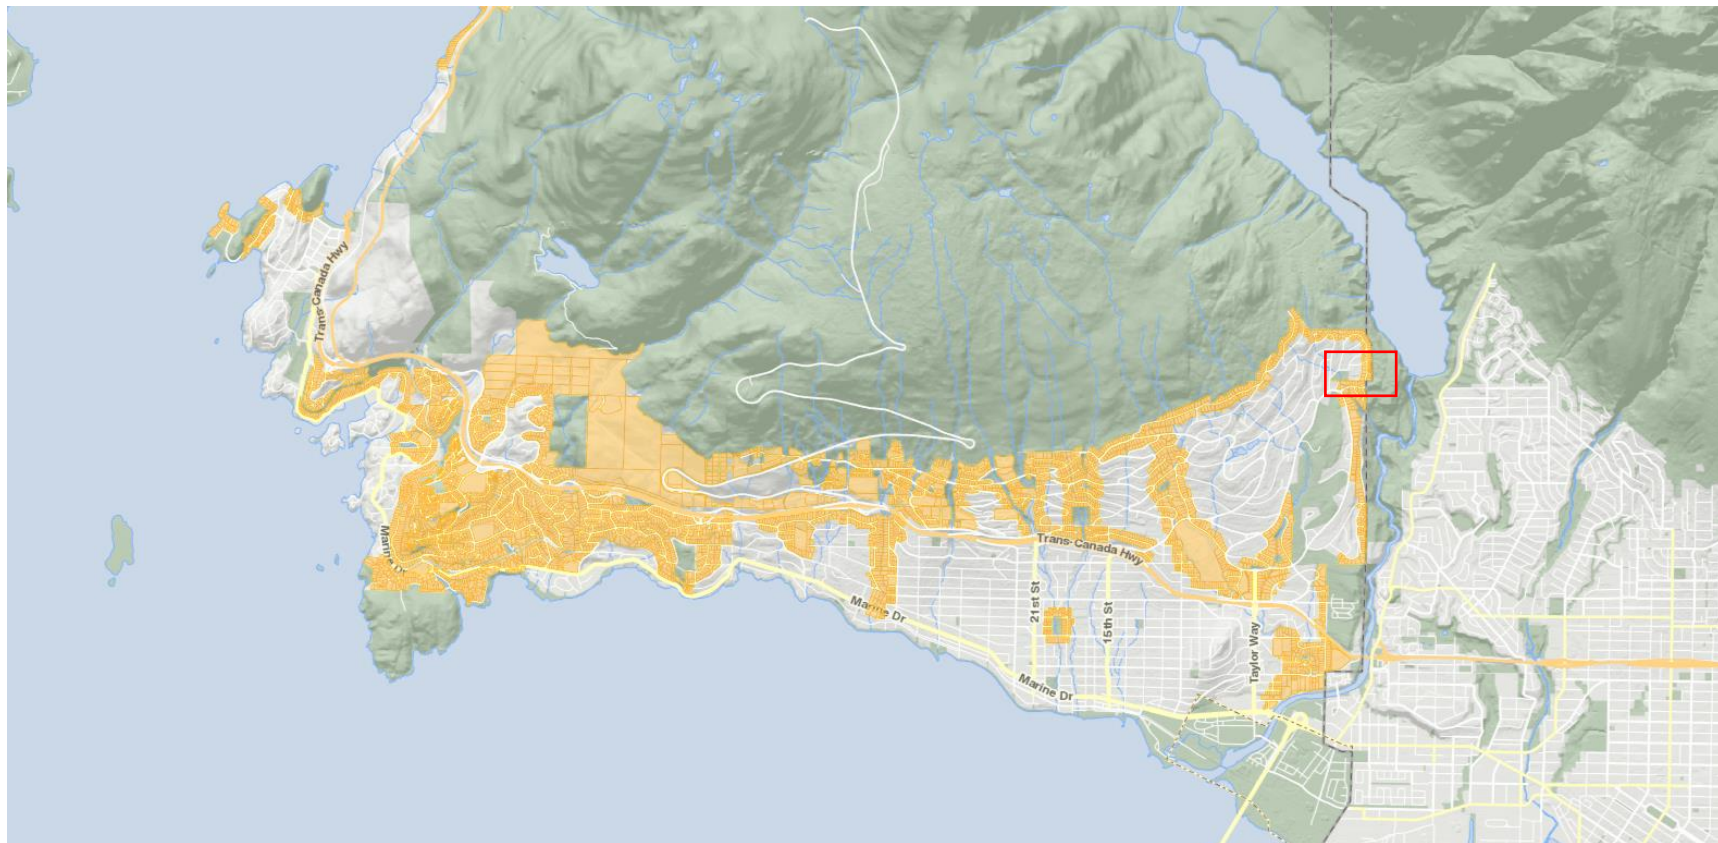 Trans-Canada Hwy
Marine Dr
Trans-Canada Hwy
21st St
15th St
Marine Dr
Taylor Way
Marine Dr